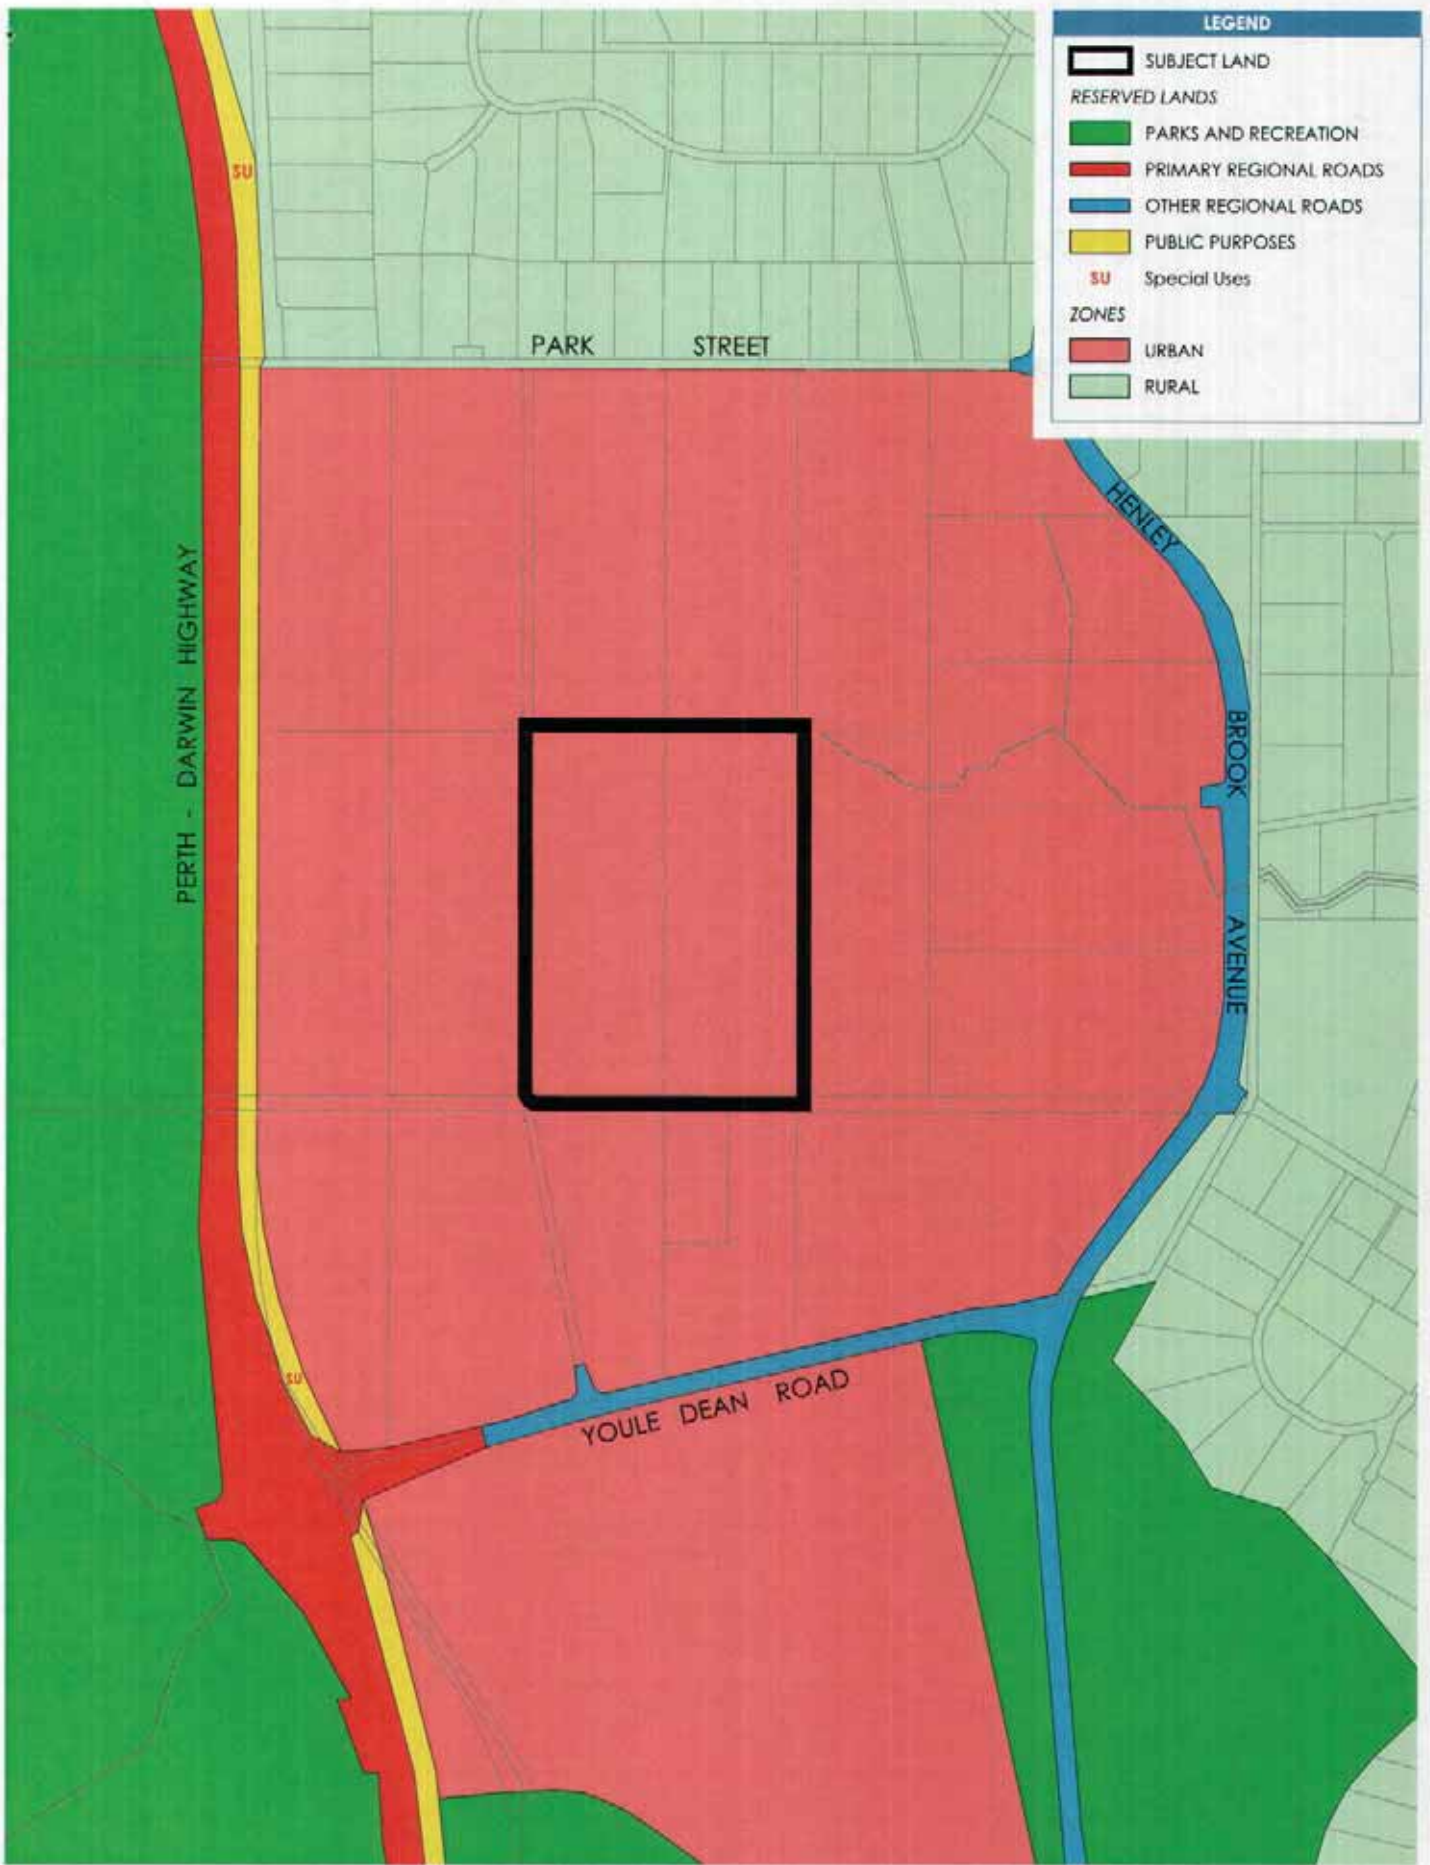 LEGEND
SUBJECT LAND
RESERVED LANDS
PARKS AND RECREATION
PRIMARY REGIONAL ROADS
OTHER REGIONAL ROADS
PUBLIC PURPOSES
SU Special Uses
ZONES
URBAN
RURAL
SU
PARK STREET
HENLEY BROOK AVENUE
PERTH - DARWIN HIGHWAY
SU
YOULE DEAN ROAD